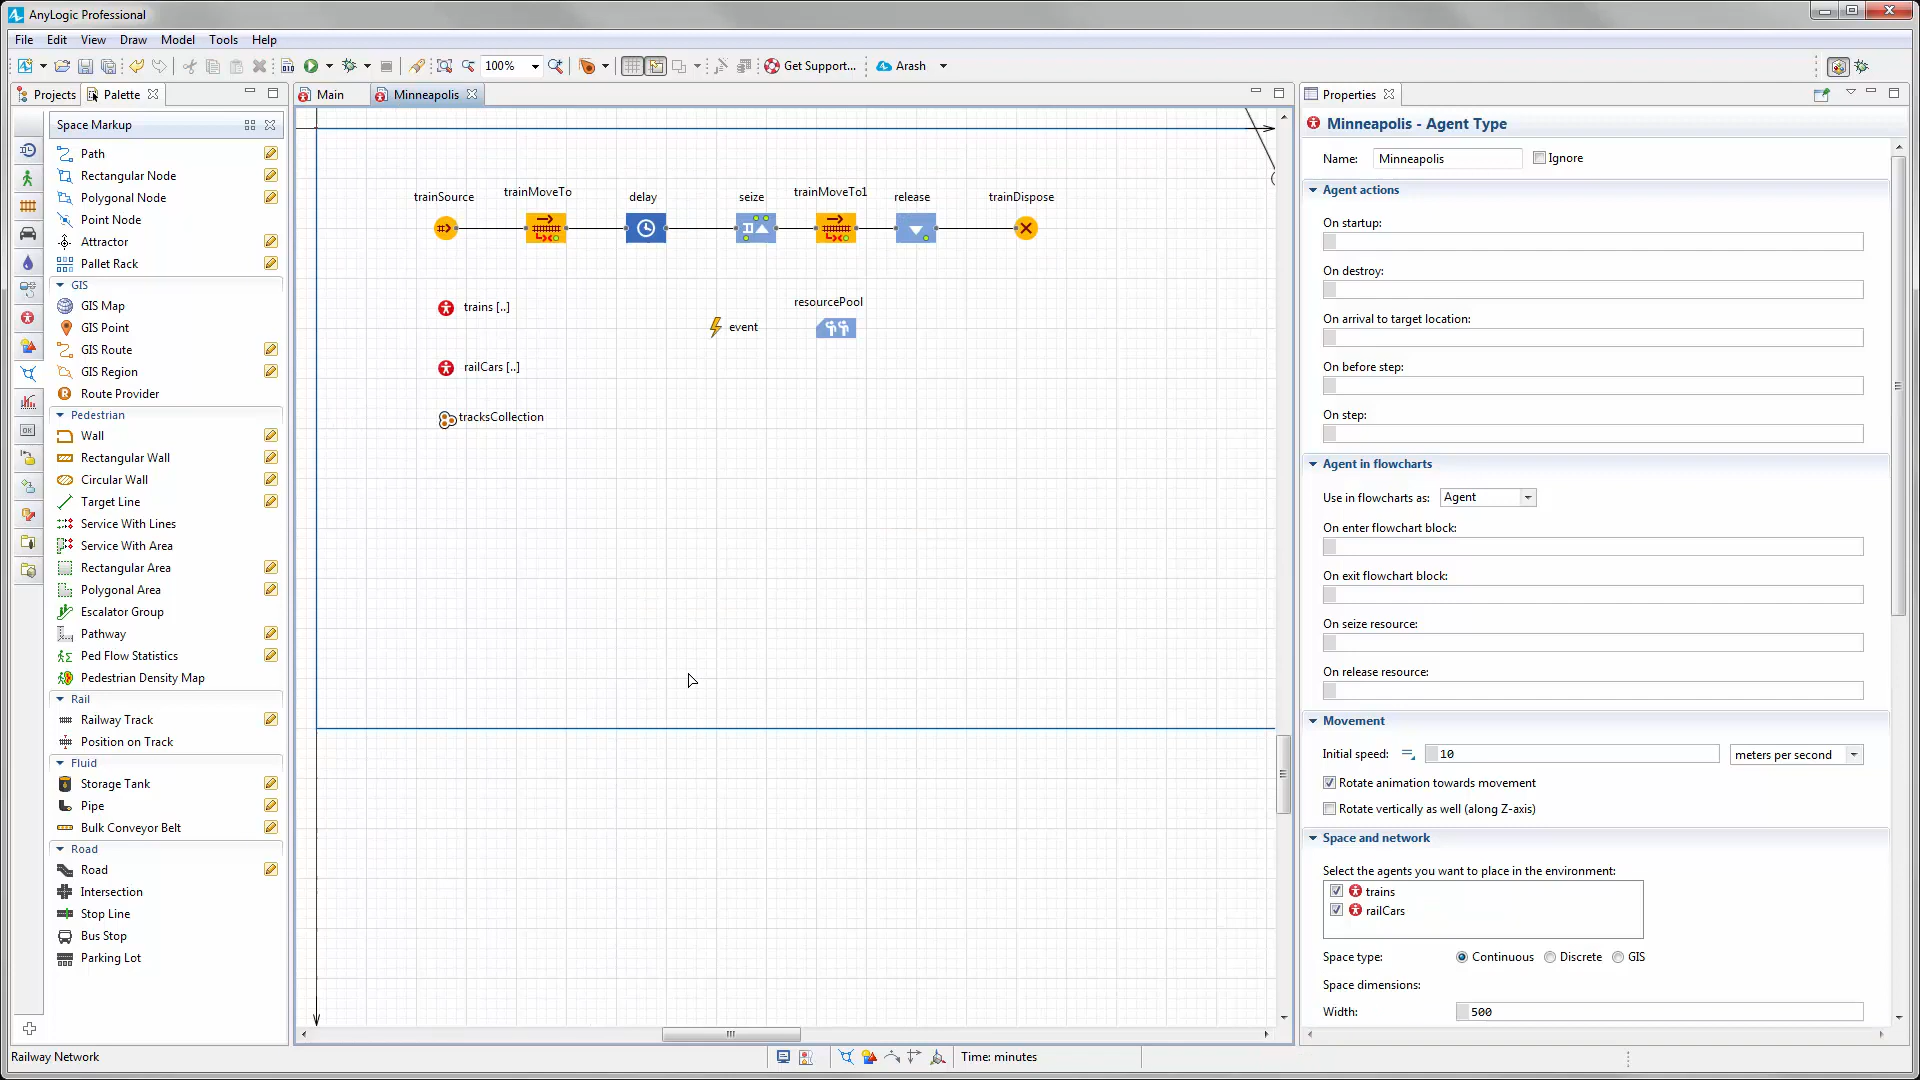 AnyLogic Professional
File Edit View Draw Model Tools Help
100% Get Support... Arash
Projects Palette
Space Markup
Path
Rectangular Node
Polygonal Node
Point Node
Attractor
Pallet Rack
GIS
GIS Map
GIS Point
GIS Route
GIS Region
Route Provider
Pedestrian
Wall
Rectangular Wall
Circular Wall
Target Line
Service With Lines
Service With Area
Rectangular Area
Polygonal Area
Escalator Group
Pathway
Ped Flow Statistics
Pedestrian Density Map
Rail
Railway Track
Position on Track
Fluid
Storage Tank
Pipe
Bulk Conveyor Belt
Road
Road
Intersection
Stop Line
Bus Stop
Parking Lot
Main Minneapolis
trainSource trainMoveTo delay seize trainMoveTo1 release trainDispose
trains [..]
resourcePool
event
railCars [..]
tracksCollection
Properties
Minneapolis - Agent Type
Name: Minneapolis Ignore
Agent actions
On startup:
On destroy:
On arrival to target location:
On before step:
On step:
Agent in flowcharts
Use in flowcharts as: Agent
On enter flowchart block:
On exit flowchart block:
On seize resource:
On release resource:
Movement
Initial speed: 10 meters per second
Rotate animation towards movement
Rotate vertically as well (along Z-axis)
Space and network
Select the agents you want to place in the environment:
trains
railCars
Space type: Continuous Discrete GIS
Space dimensions:
Width: 500
Railway Network
Time: minutes